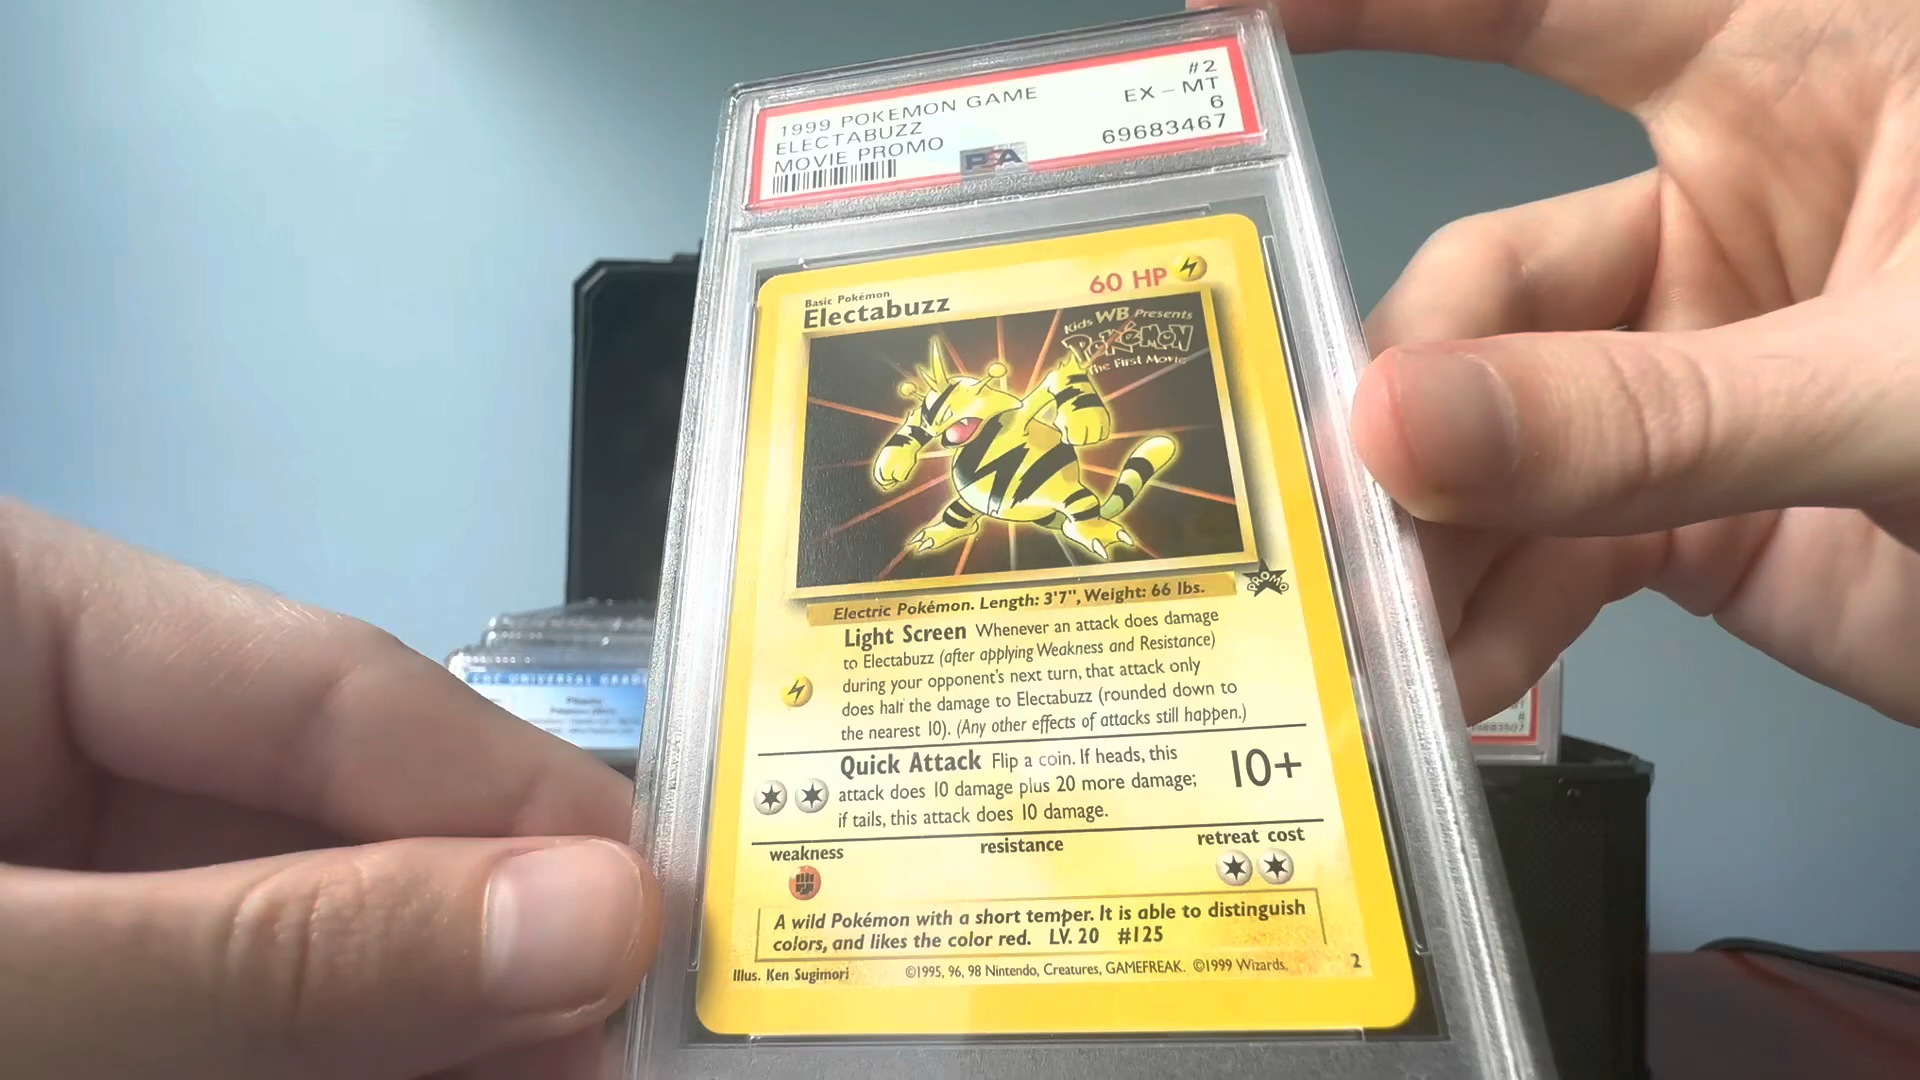 1999 POKEMON GAME #2
ELECTABUZZ EX - MT
MOVIE PROMO 6
PSA 69683467
Basic Pokémon
Electabuzz 60 HP
Kids WB Presents
POKéMON
The First Movie
PROMO
Electric Pokémon. Length: 3'7", Weight: 66 lbs.
Light Screen Whenever an attack does damage
to Electabuzz (after applying Weakness and Resistance)
during your opponent's next turn, that attack only
does half the damage to Electabuzz (rounded down to
the nearest 10). (Any other effects of attacks still happen.)
Quick Attack Flip a coin. If heads, this
attack does 10 damage plus 20 more damage;
if tails, this attack does 10 damage.
10+
weakness resistance retreat cost
A wild Pokémon with a short temper. It is able to distinguish
colors, and likes the color red. LV. 20 #125
Illus. Ken Sugimori ©1995, 96, 98 Nintendo, Creatures, GAMEFREAK. ©1999 Wizards. 2
UNIVERSAL GRADE
Pikachu